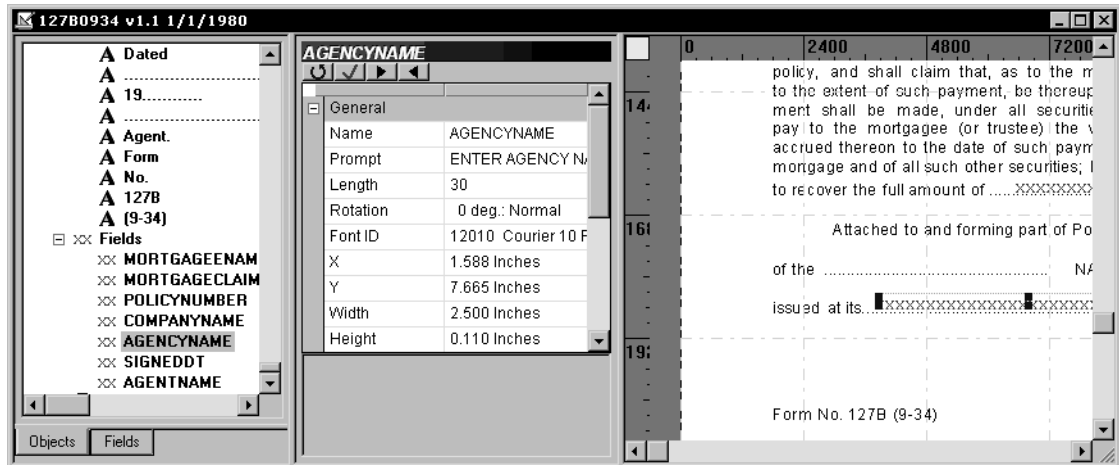 127B0934 v1.1 1/1/1980
A Dated
A ..............................
A 19............
A ..............................
A Agent.
A Form
A No.
A 127B
A (9-34)
XX Fields
XX MORTGAGEENAM
XX MORTGAGECLAIM
XX POLICYNUMBER
XX COMPANYNAME
XX AGENCYNAME
XX SIGNEDDT
XX AGENTNAME
Objects Fields
AGENCYNAME
General
Name AGENCYNAME
Prompt ENTER AGENCY N
Length 30
Rotation 0 deg.: Normal
Font ID 12010 Courier 10 F
X 1.588 Inches
Y 7.665 Inches
Width 2.500 Inches
Height 0.110 Inches
0 2400 4800 7200
144
168
192
policy, and shall claim that, as to the m
to the extent of such payment, be thereup
ment shall be made, under all securitie
pay to the mortgagee (or trustee) the v
accrued thereon to the date of such paym
mortgage and of all such other securities;
to recover the full amount of ......XXXXXXXX
Attached to and forming part of Po
of the .............................................. NA
issued at its..XXXXXXXXXXXXXXXXXXXXXX
Form No. 127B (9-34)